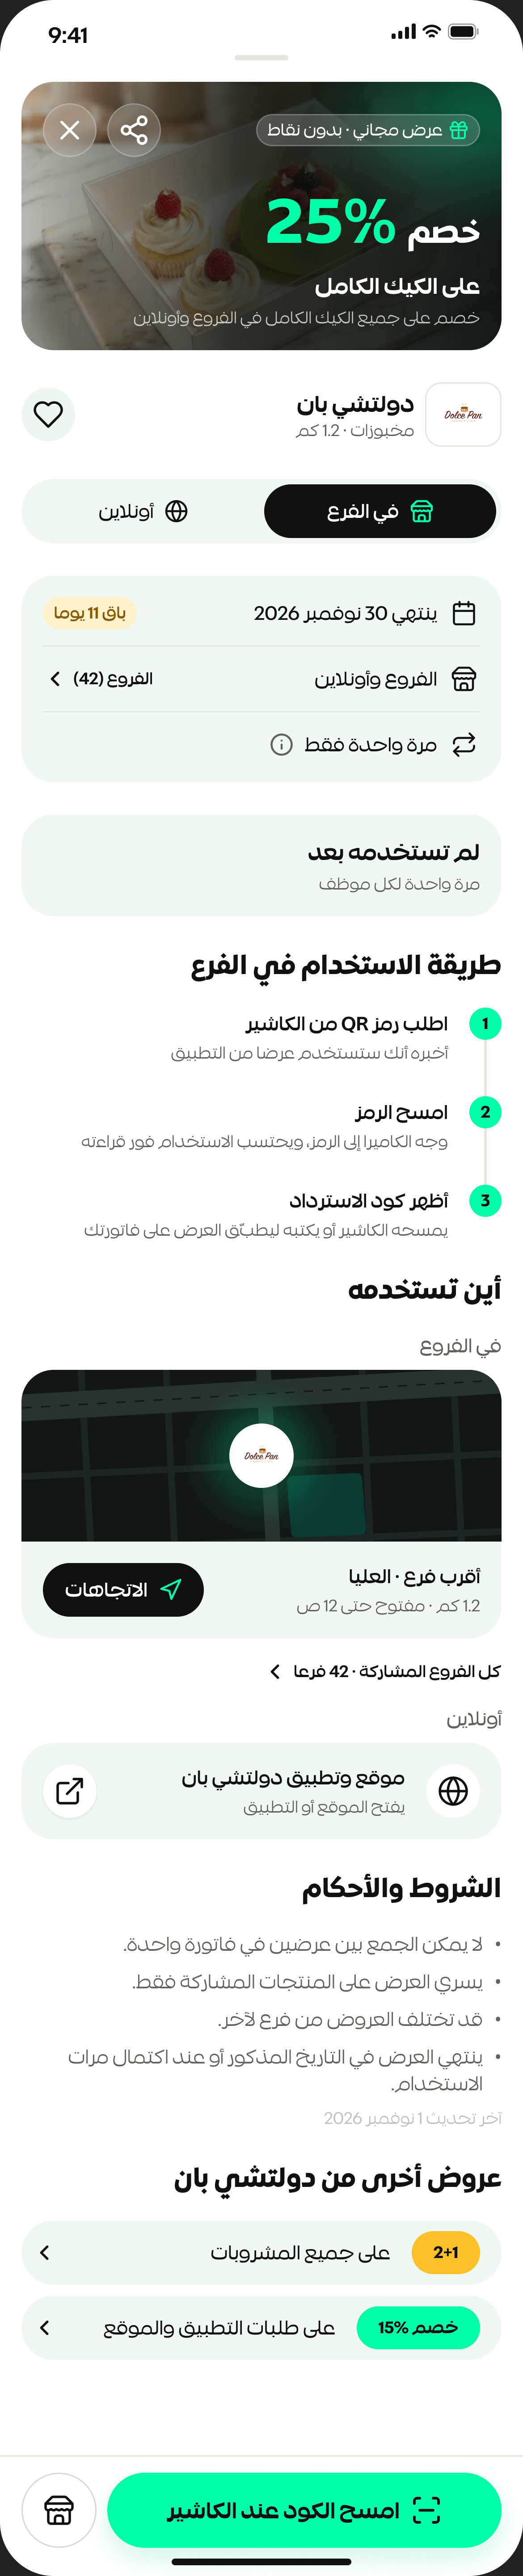 9:41
عرض مجاني · بدون نقاط
خصم 25%
على الكيك الكامل
خصم على جميع الكيك الكامل في الفروع وأونلاين
Dolce Pan
دولتشي بان
مخبوزات · 1.2 كم
في الفرع
أونلاين
ينتهي 30 نوفمبر 2026
باق 11 يوما
الفروع وأونلاين
الفروع (42)
مرة واحدة فقط
لم تستخدمه بعد
مرة واحدة لكل موظف
طريقة الاستخدام في الفرع
1
اطلب رمز QR من الكاشير
أخبره أنك ستستخدم عرضا من التطبيق
2
امسح الرمز
وجه الكاميرا إلى الرمز، ويحتسب الاستخدام فور قراءته
3
أظهر كود الاسترداد
يمسحه الكاشير أو يكتبه ليطبّق العرض على فاتورتك
أين تستخدمه
في الفروع
Dolce Pan
أقرب فرع · العليا
1.2 كم · مفتوح حتى 12 ص
الاتجاهات
كل الفروع المشاركة · 42 فرعا
أونلاين
موقع وتطبيق دولتشي بان
يفتح الموقع أو التطبيق
الشروط والأحكام
• لا يمكن الجمع بين عرضين في فاتورة واحدة.
• يسري العرض على المنتجات المشاركة فقط.
• قد تختلف العروض من فرع لآخر.
• ينتهي العرض في التاريخ المذكور أو عند اكتمال مرات
الاستخدام.
آخر تحديث 1 نوفمبر 2026
عروض أخرى من دولتشي بان
2+1
على جميع المشروبات
خصم 15%
على طلبات التطبيق والموقع
امسح الكود عند الكاشير